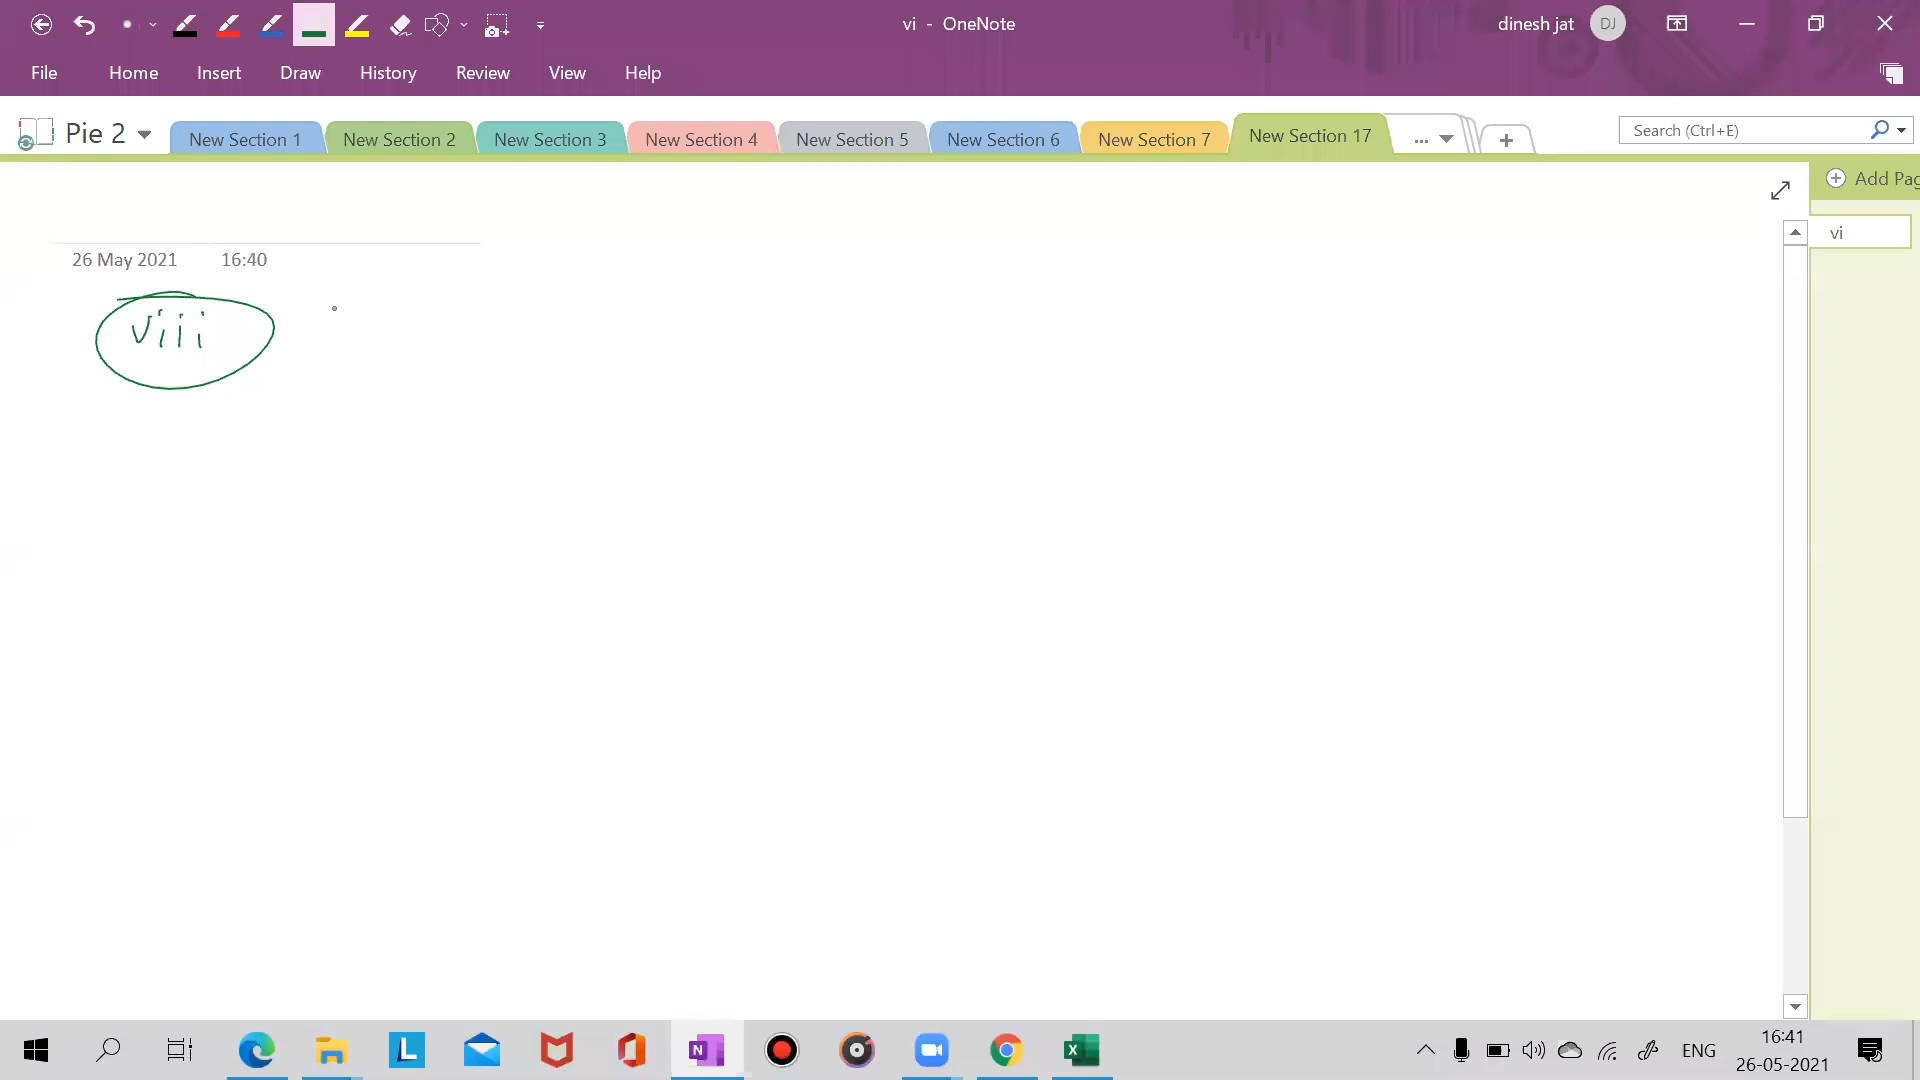 vi - OneNote
dinesh jat
DJ
File Home Insert Draw History Review View Help
Pie 2
New Section 1
New Section 2
New Section 3
New Section 4
New Section 5
New Section 6
New Section 7
New Section 17
...
Search (Ctrl+E)
Add Pag
vi
26 May 2021 16:40
viii
L
N
X
ENG
16:41
26-05-2021